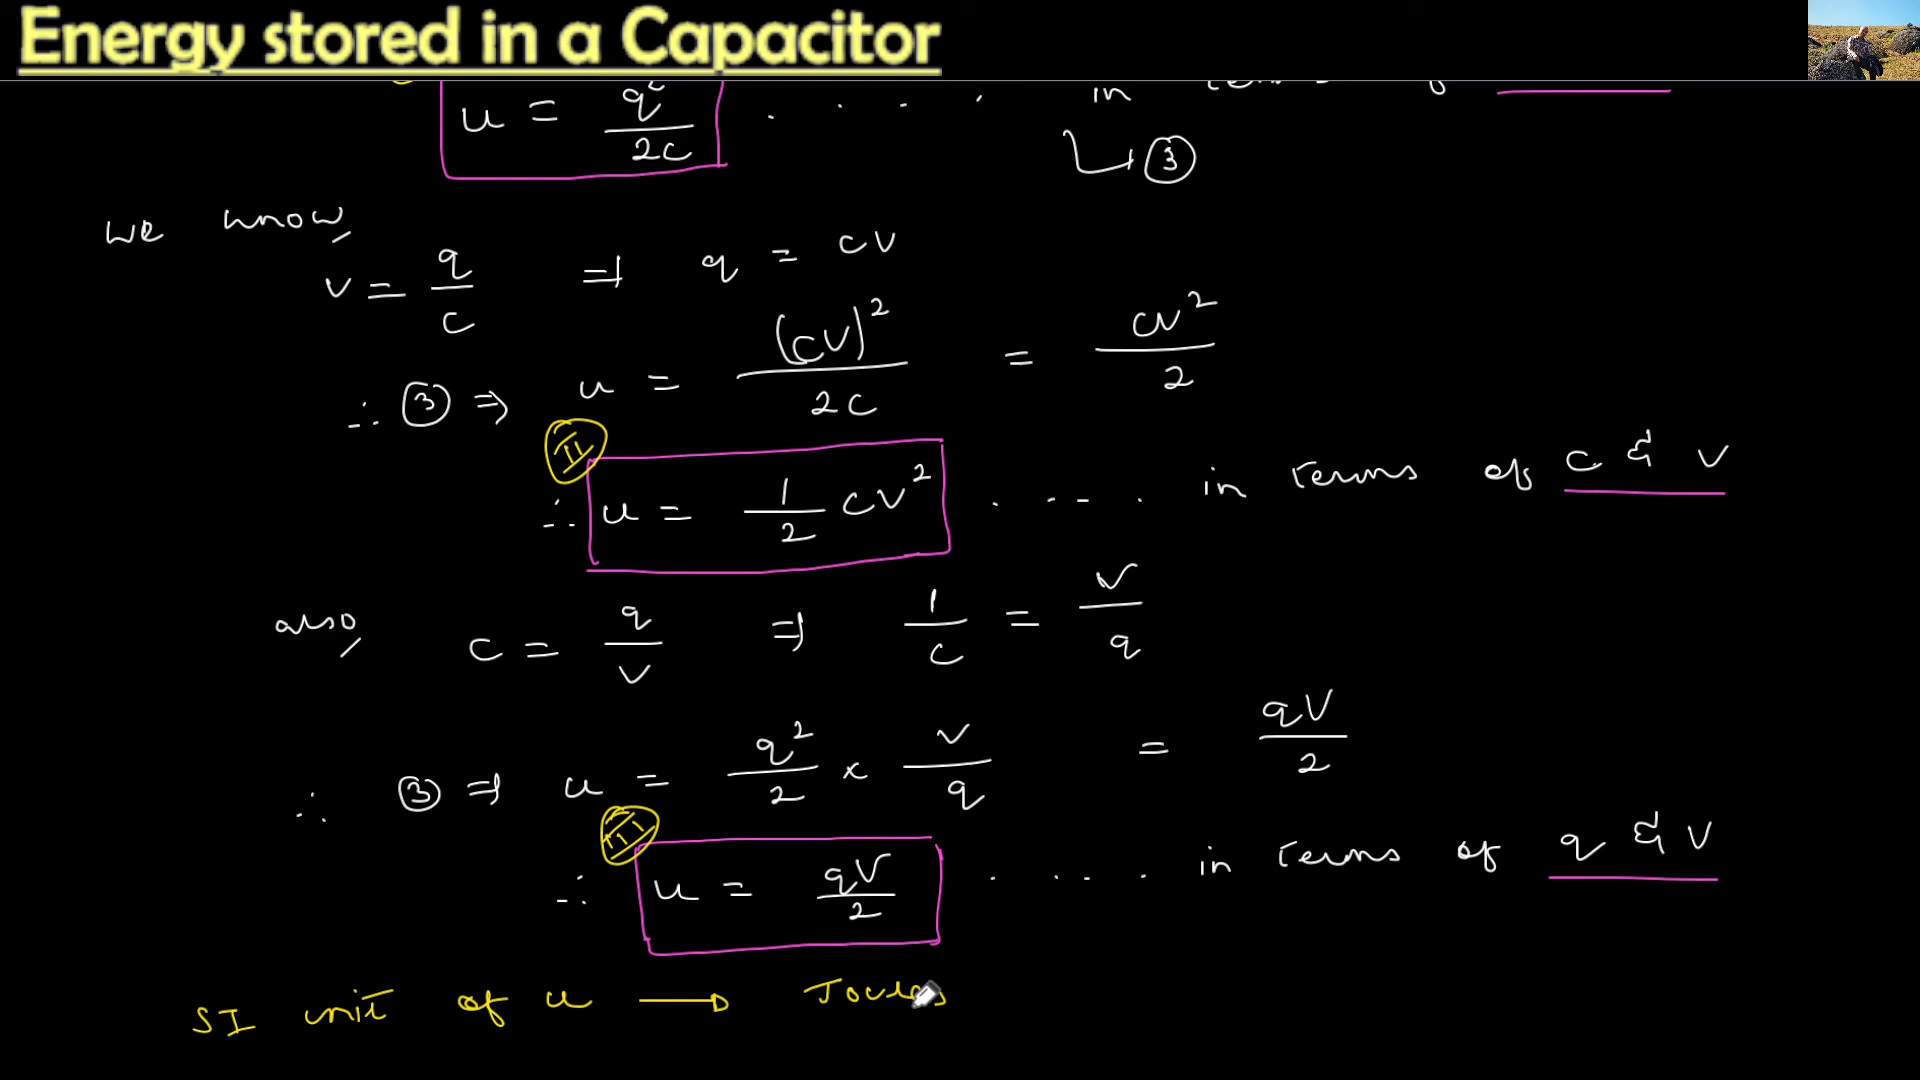 Energy stored in a Capacitor
u = q²/2c . . . . in of
↳ ③
we know,
v = q/c ⇒ q = cv
∴ ③ ⇒ u = (cv)²/2c = cv²/2
II
∴ u = 1/2 cv² . . . . in terms of c & v
also, c = q/v ⇒ 1/c = v/q
∴ ③ ⇒ u = q²/2 × v/q = qV/2
III
∴ u = qV/2 . . . . in terms of q & v
SI unit of u → Joules